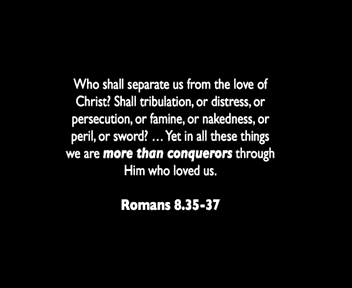 Who shall separate us from the love of
Christ? Shall tribulation, or distress, or
persecution, or famine, or nakedness, or
peril, or sword? … Yet in all these things
we are more than conquerors through
Him who loved us.
Romans 8.35-37